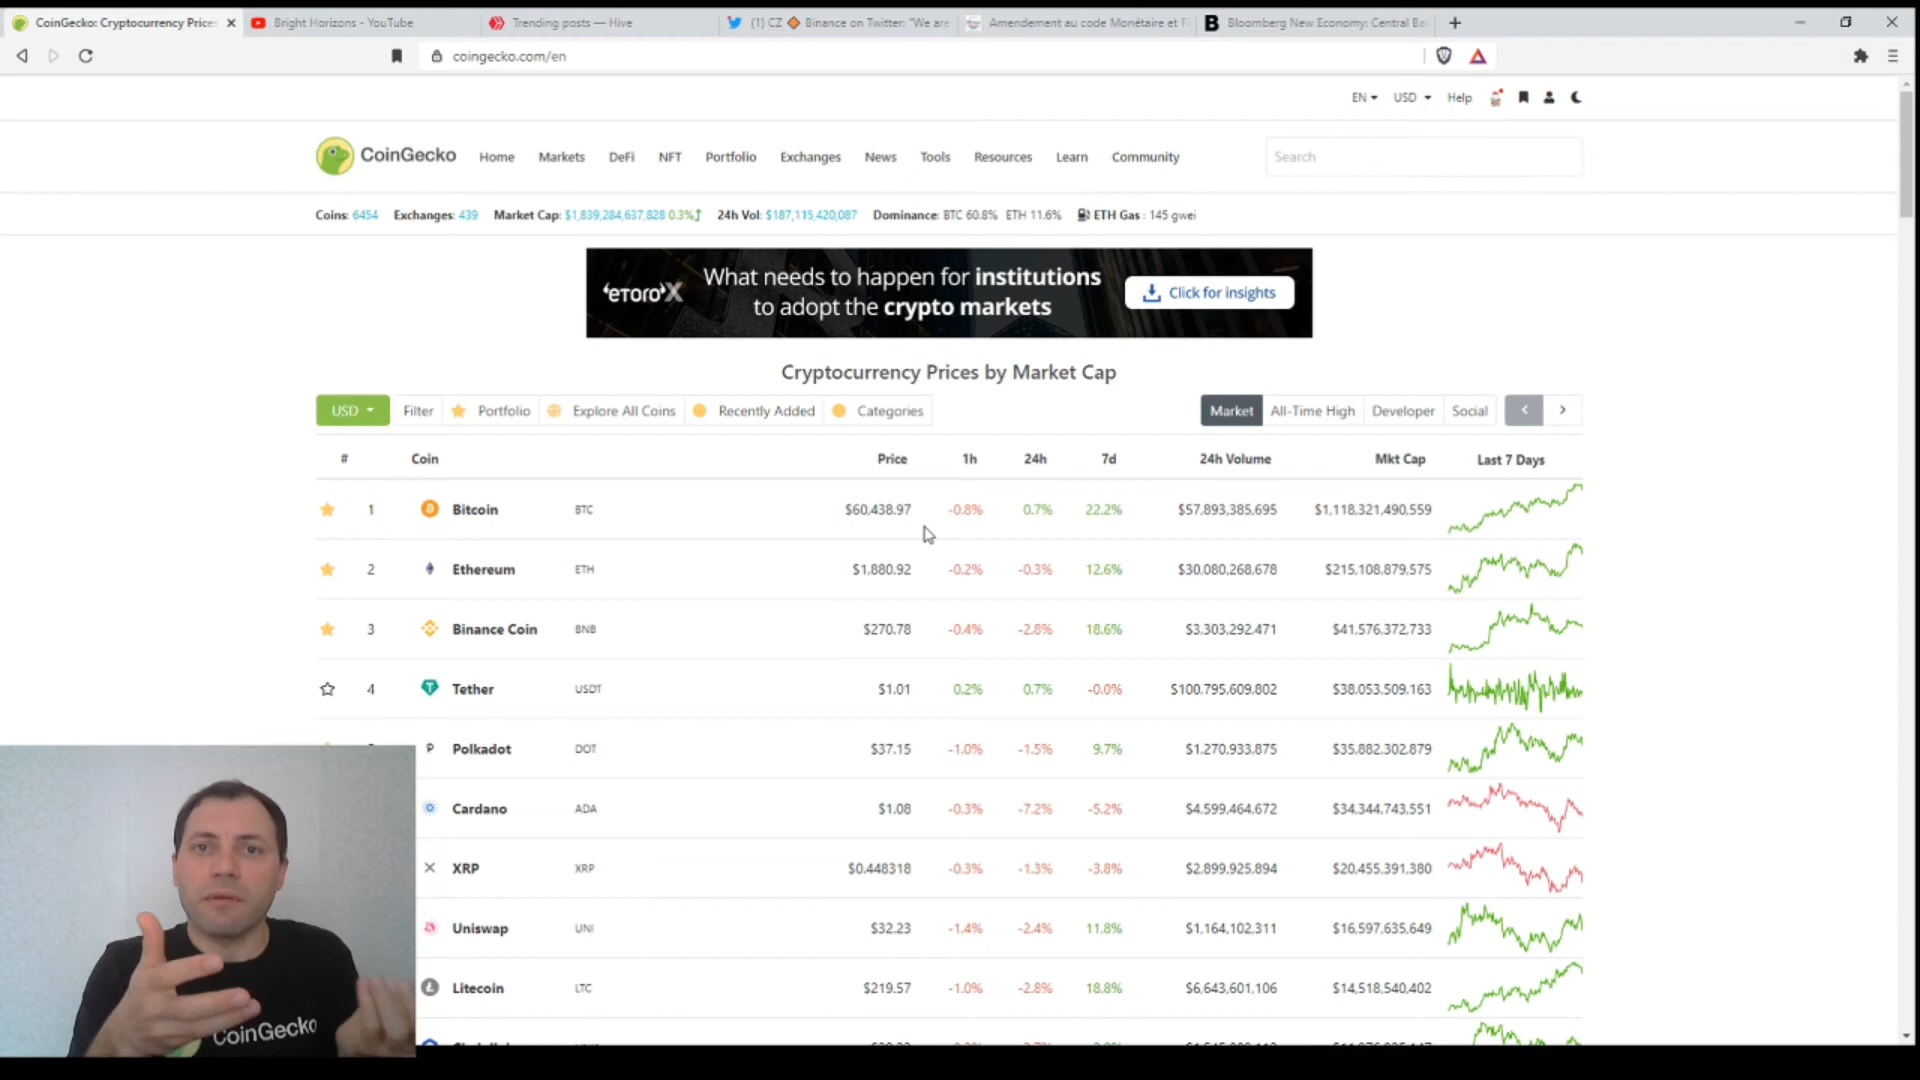 CoinGecko: Cryptocurrency Prices
Bright Horizons - YouTube
Trending posts — Hive
(1) CZ 🔶 Binance on Twitter: "We are
Amendement au code Monétaire et Fi
Bloomberg New Economy: Central Ba
coingecko.com/en
EN
USD
Help
CoinGecko
Home
Markets
DeFi
NFT
Portfolio
Exchanges
News
Tools
Resources
Learn
Community
Search
Coins: 6454 Exchanges: 439 Market Cap: $1,839,284,637,828 0.3% 24h Vol: $187,115,420,087 Dominance: BTC 60.8% ETH 11.6% ETH Gas : 145 gwei
eToroX
What needs to happen for institutions
to adopt the crypto markets
Click for insights
Cryptocurrency Prices by Market Cap
USD Filter Portfolio Explore All Coins Recently Added Categories Market All-Time High Developer Social
# Coin Price 1h 24h 7d 24h Volume Mkt Cap Last 7 Days
1 Bitcoin BTC $60,438.97 -0.8% 0.7% 22.2% $57,893,385,695 $1,118,321,490,559
2 Ethereum ETH $1,880.92 -0.2% -0.3% 12.6% $30,080,268,678 $215,108,879,575
3 Binance Coin BNB $270.78 -0.4% -2.8% 18.6% $3,303,292,471 $41,576,372,733
4 Tether USDT $1.01 0.2% 0.7% -0.0% $100,795,609,802 $38,053,509,163
Polkadot DOT $37.15 -1.0% -1.5% 9.7% $1,270,933,875 $35,882,302,879
Cardano ADA $1.08 -0.3% -7.2% -5.2% $4,599,464,672 $34,344,743,551
XRP XRP $0.448318 -0.3% -1.3% -3.8% $2,899,925,894 $20,455,391,380
Uniswap UNI $32.23 -1.4% -2.4% 11.8% $1,164,102,311 $16,597,635,649
Litecoin LTC $219.57 -1.0% -2.8% 18.8% $6,643,601,106 $14,518,540,402
CoinGecko